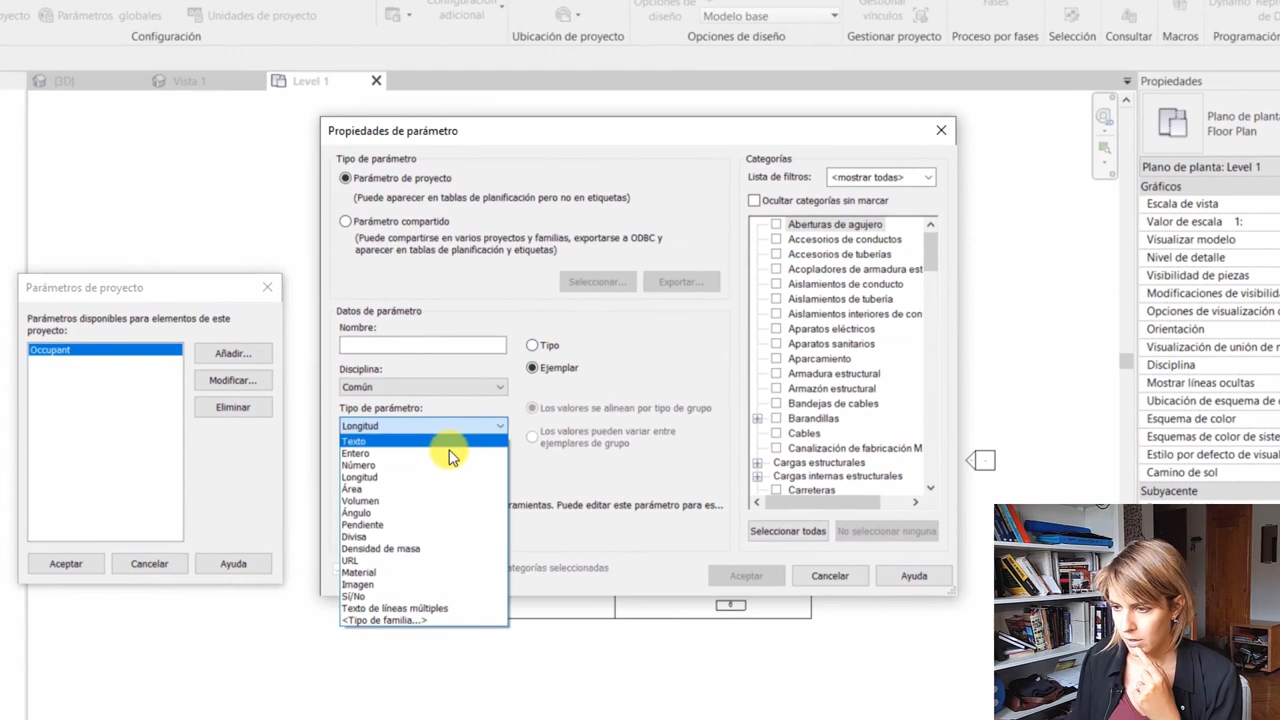 oyecto
Parámetros globales
Unidades de proyecto
Configuración
Configuración
adicional
Ubicación de proyecto
Opciones de
diseño
Modelo base
Opciones de diseño
Gestionar
vínculos
Gestionar proyecto
Fases
Proceso por fases
Selección
Consultar
Macros
Dynamo
de D
Programación
{3D}
Vista 1
Level 1
Propiedades
Plano de planta
Floor Plan
Plano de planta: Level 1
Gráficos
Escala de vista
Valor de escala 1:
Visualizar modelo
Nivel de detalle
Visibilidad de piezas
Modificaciones de visibilida
Opciones de visualización
Orientación
Visualización de unión de m
Disciplina
Mostrar líneas ocultas
Ubicación de esquema de c
Esquema de color
Esquemas de color de siste
Estilo por defecto de visual
Camino de sol
Subyacente
Parámetros de proyecto
Parámetros disponibles para elementos de este
proyecto:
Occupant
Añadir...
Modificar...
Eliminar
Aceptar
Cancelar
Ayuda
Propiedades de parámetro
Tipo de parámetro
Parámetro de proyecto
(Puede aparecer en tablas de planificación pero no en etiquetas)
Parámetro compartido
(Puede compartirse en varios proyectos y familias, exportarse a ODBC y
aparecer en tablas de planificación y etiquetas)
Seleccionar...
Exportar...
Datos de parámetro
Nombre:
Tipo
Disciplina:
Ejemplar
Común
Tipo de parámetro:
Los valores se alinean por tipo de grupo
Longitud
Los valores pueden variar entre
ejemplares de grupo
Texto
Entero
Número
Longitud
Área
Volumen
Ángulo
Pendiente
Divisa
Densidad de masa
URL
Material
Imagen
Sí/No
Texto de líneas múltiples
<Tipo de familia...>
ramientas. Puede editar este parámetro para es...
ategorías seleccionadas
Categorías
Lista de filtros:
<mostrar todas>
Ocultar categorías sin marcar
Aberturas de agujero
Accesorios de conductos
Accesorios de tuberías
Acopladores de armadura est
Aislamientos de conducto
Aislamientos de tubería
Aislamientos interiores de con
Aparatos eléctricos
Aparatos sanitarios
Aparcamiento
Armadura estructural
Armazón estructural
Bandejas de cables
Barandillas
Cables
Canalización de fabricación M
Cargas estructurales
Cargas internas estructurales
Carreteras
Seleccionar todas
No seleccionar ninguna
Aceptar
Cancelar
Ayuda
6